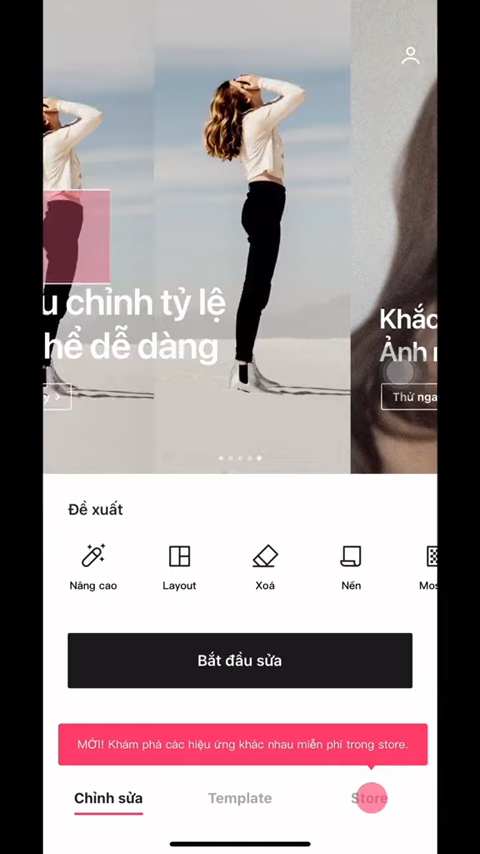 u chỉnh tỷ lệ
hể dễ dàng
y >
Khắc
Ảnh
Thử nga
Đề xuất
Nâng cao
Layout
Xoá
Nền
Mos
Bắt đầu sửa
MỚI! Khám phá các hiệu ứng khác nhau miễn phí trong store.
Chỉnh sửa
Template
Store